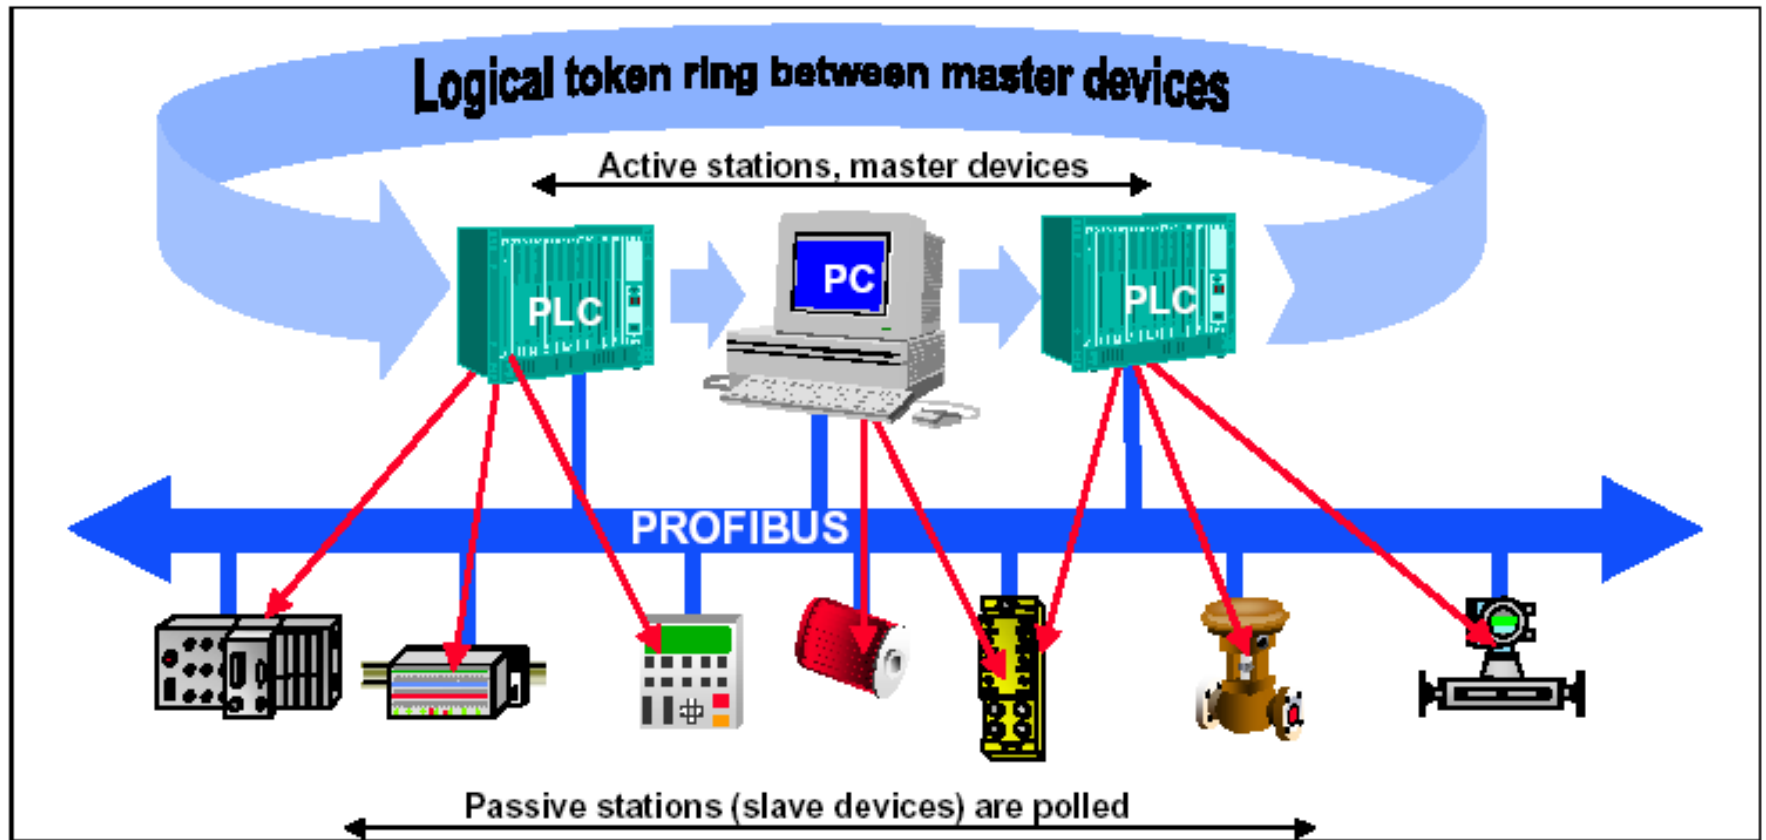 Logical token ring between master devices
Active stations, master devices
PLC
PC
PLC
PROFIBUS
Passive stations (slave devices) are polled